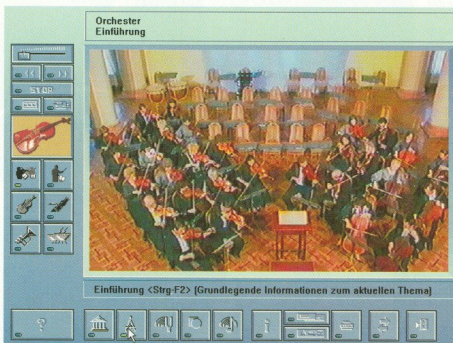 Orchester
Einführung
STOP
Einführung <Strg-F2> (Grundlegende Informationen zum aktuellen Thema)
?